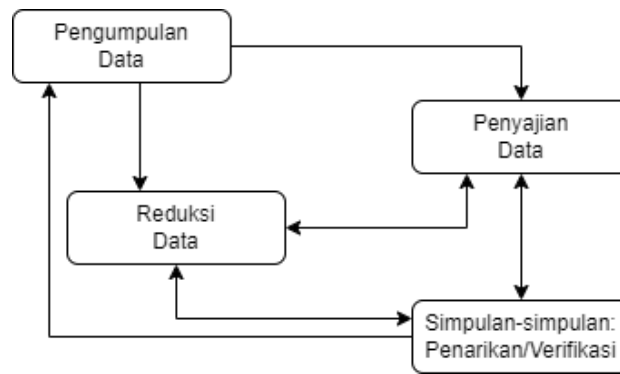 Pengumpulan
Data
Penyajian
Data
Reduksi
Data
Simpulan-simpulan:
Penarikan/Verifikasi